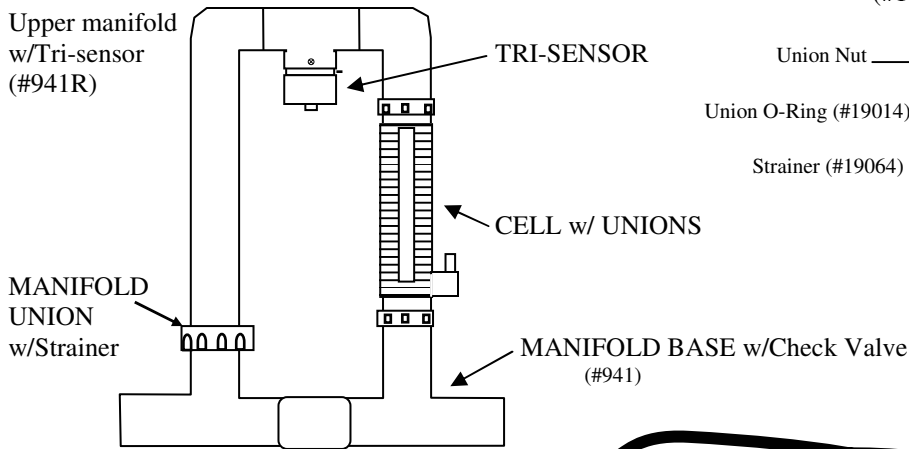 Upper manifold
w/Tri-sensor
(#941R)
TRI-SENSOR
Union Nut
Union O-Ring (#19014)
Strainer (#19064)
CELL w/ UNIONS
MANIFOLD
UNION
w/Strainer
MANIFOLD BASE w/Check Valve
(#941)